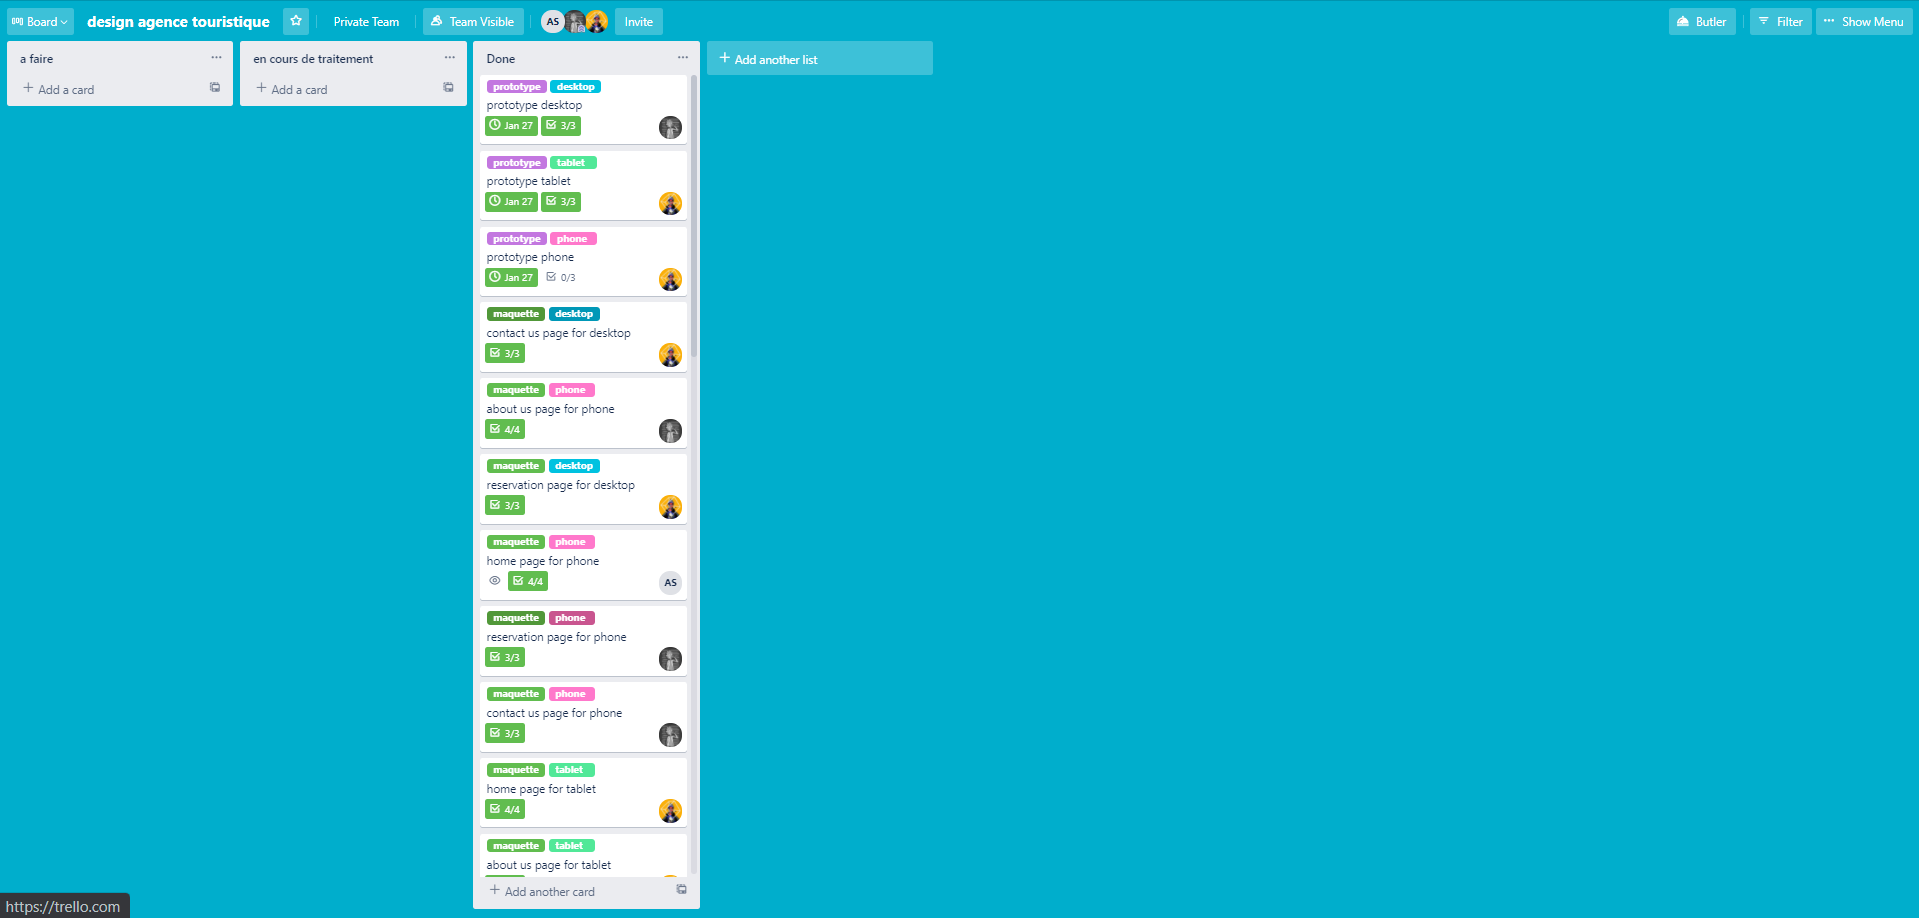 Board design agence touristique Private Team Team Visible AS Invite Butler Filter Show Menu
a faire
Add a card
en cours de traitement
Add a card
Done
prototype desktop
prototype desktop
Jan 27 3/3
prototype tablet
prototype tablet
Jan 27 3/3
prototype phone
prototype phone
Jan 27 0/3
maquette desktop
contact us page for desktop
3/3
maquette phone
about us page for phone
4/4
maquette desktop
reservation page for desktop
3/3
maquette phone
home page for phone
4/4 AS
maquette phone
reservation page for phone
3/3
maquette phone
contact us page for phone
3/3
maquette tablet
home page for tablet
4/4
maquette tablet
about us page for tablet
Add another card
Add another list
https://trello.com